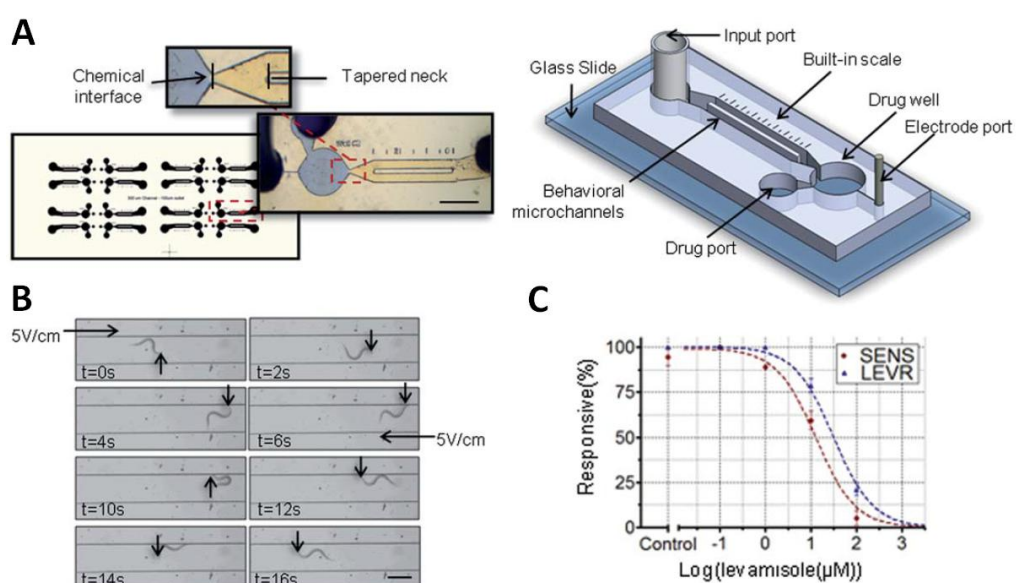 A
Chemical
interface
Tapered neck
Input port
Built-in scale
Glass Slide
Drug well
Electrode port
Behavioral
microchannels
Drug port
B
5V/cm
t=0s
t=2s
t=4s
t=6s
5V/cm
t=10s
t=12s
t=14s
t=16s
C
Responsive(%)
100
75
50
25
0
SENS
LEVR
Control
-1
0
1
2
3
Log(levamisole(μM))